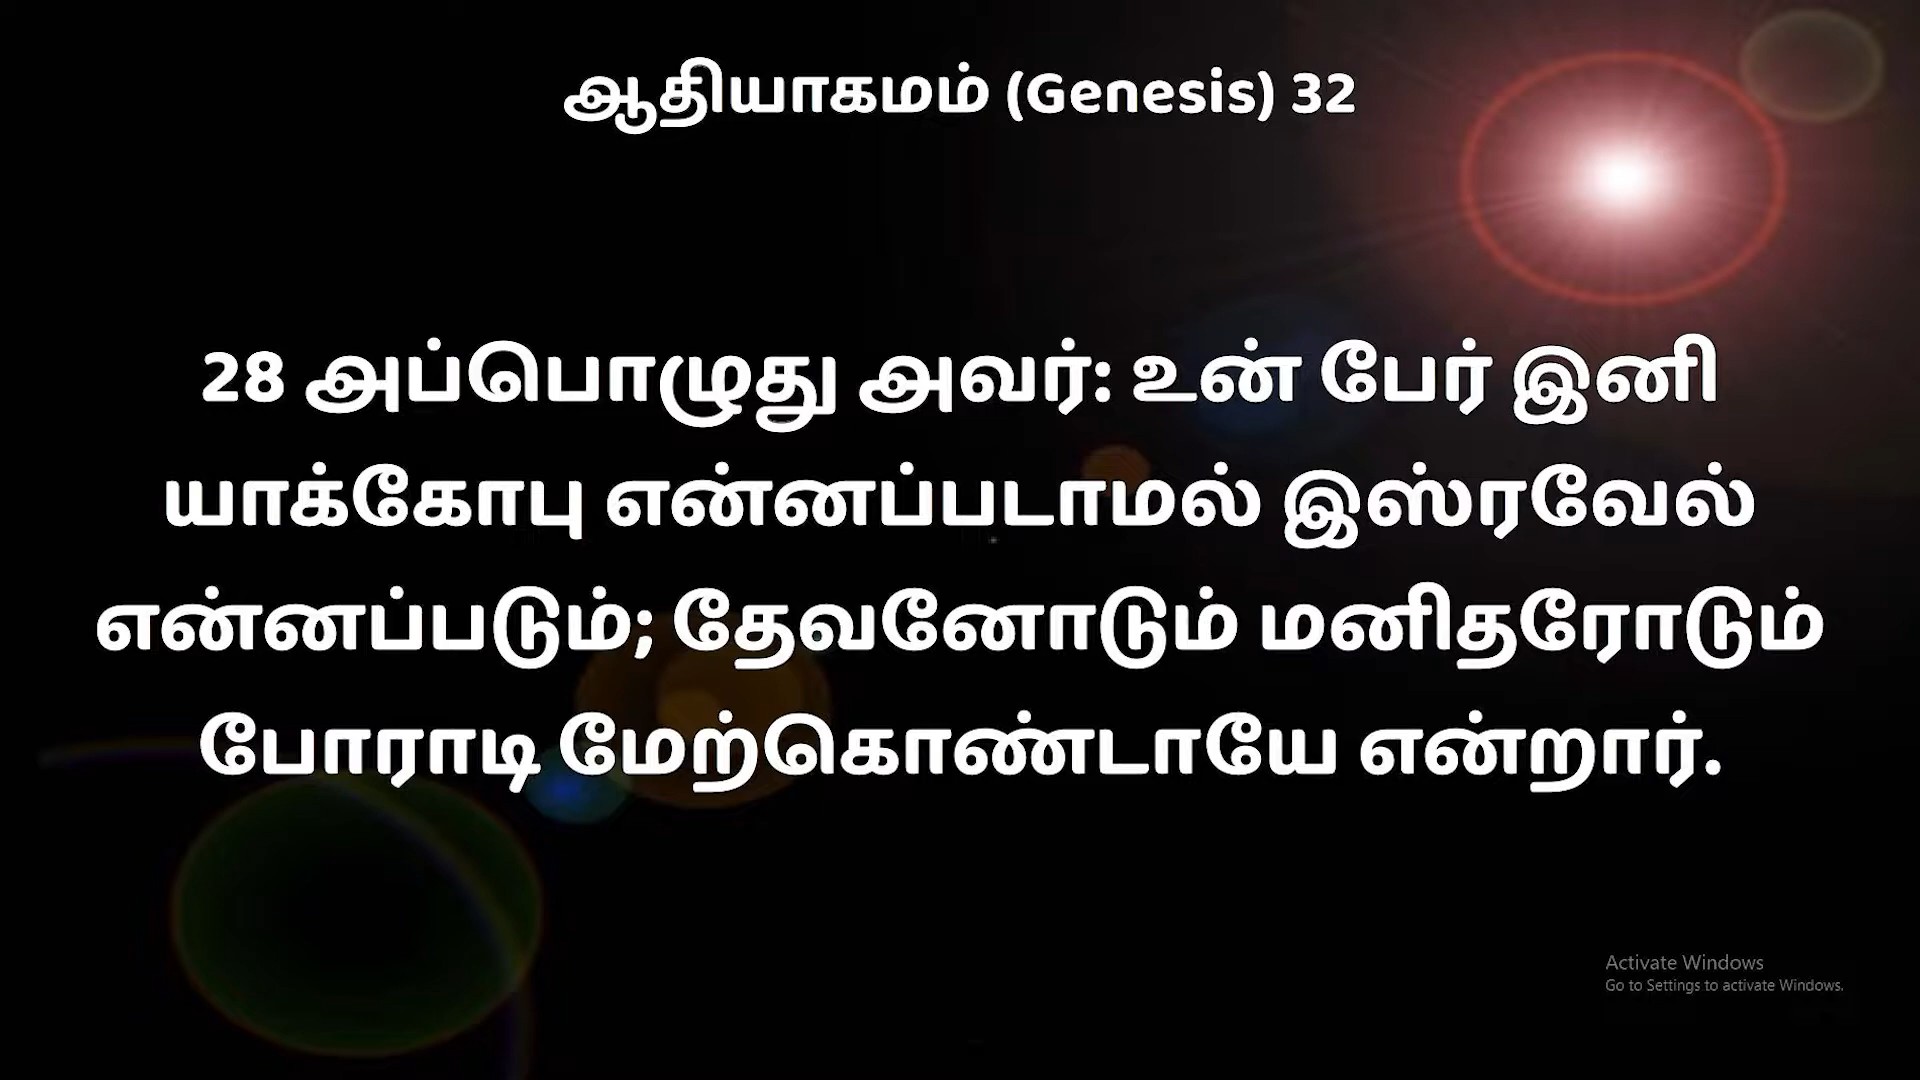 ஆதியாகமம் (Genesis) 32
28 அப்பொழுது அவர்: உன் பேர் இனி
யாக்கோபு என்னப்படாமல் இஸ்ரவேல்
என்னப்படும்; தேவனோடும் மனிதரோடும்
போராடி மேற்கொண்டாயே என்றார்.
Activate Windows
Go to Settings to activate Windows.